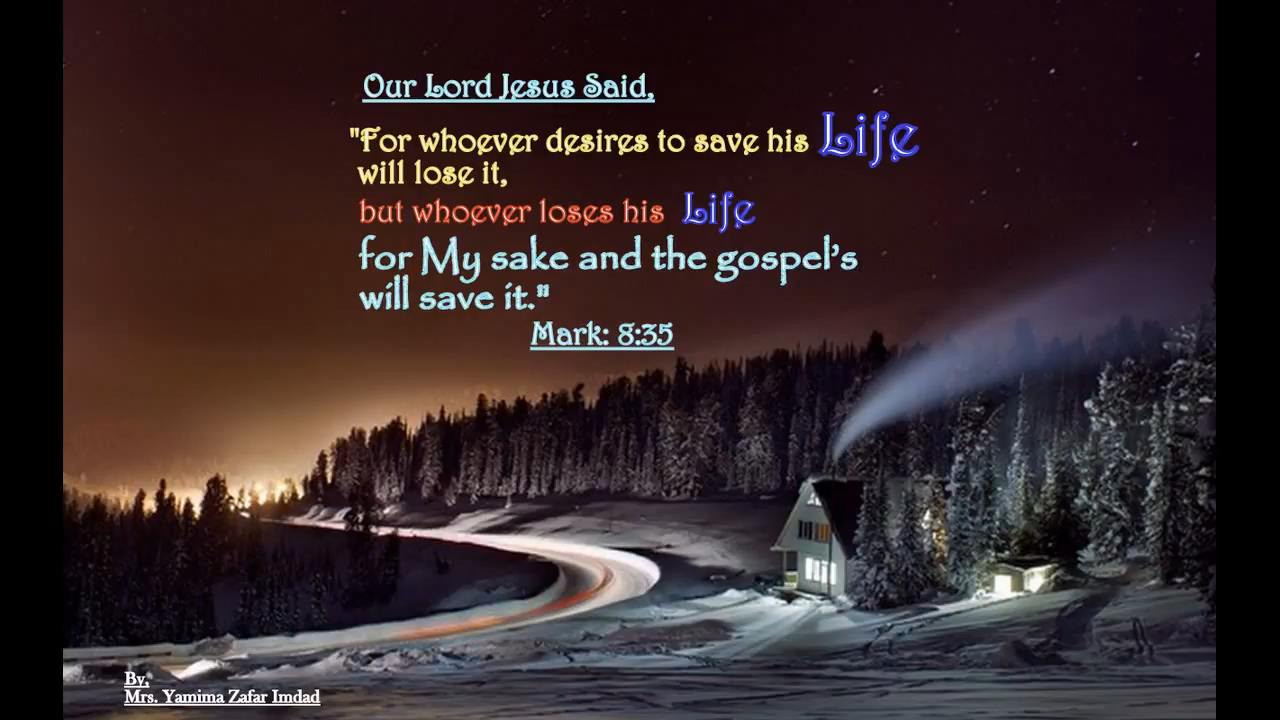 Our Lord Jesus Said,
"For whoever desires to save his Life
will lose it,
but whoever loses his Life
for My sake and the gospel's
will save it."
Mark: 8:35
By,
Mrs. Yamima Zafar Imdad